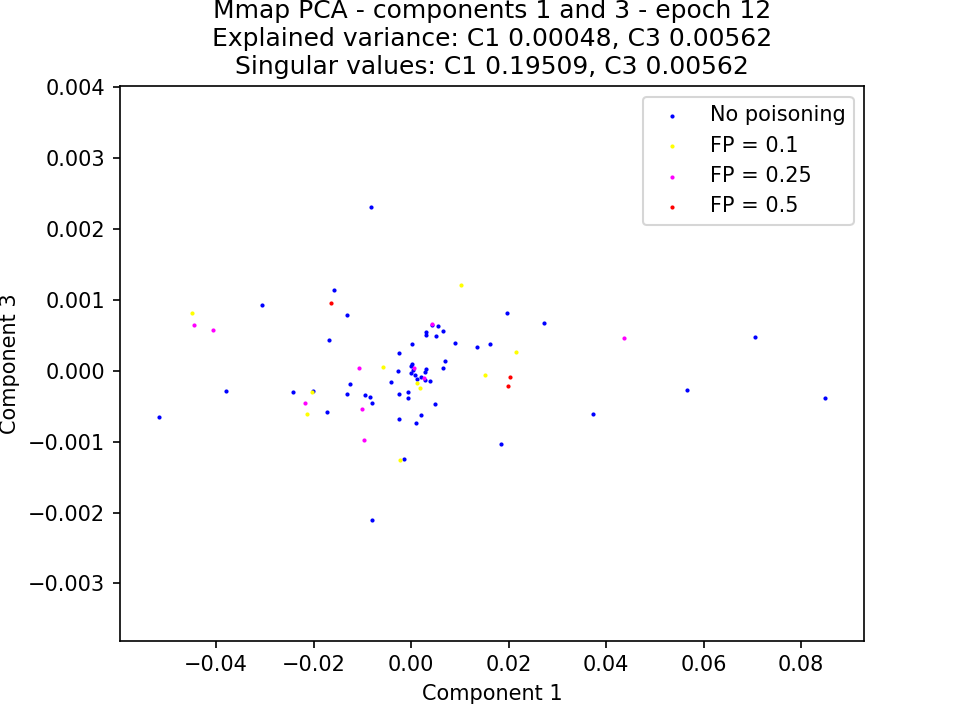 Mmap PCA - components 1 and 3 - epoch 12
Explained variance: C1 0.00048, C3 0.00562
Singular values: C1 0.19509, C3 0.00562
0.004
0.003
0.002
0.001
0.000
−0.001
−0.002
−0.003
Component 3
No poisoning
FP = 0.1
FP = 0.25
FP = 0.5
−0.04
−0.02
0.00
0.02
0.04
0.06
0.08
Component 1